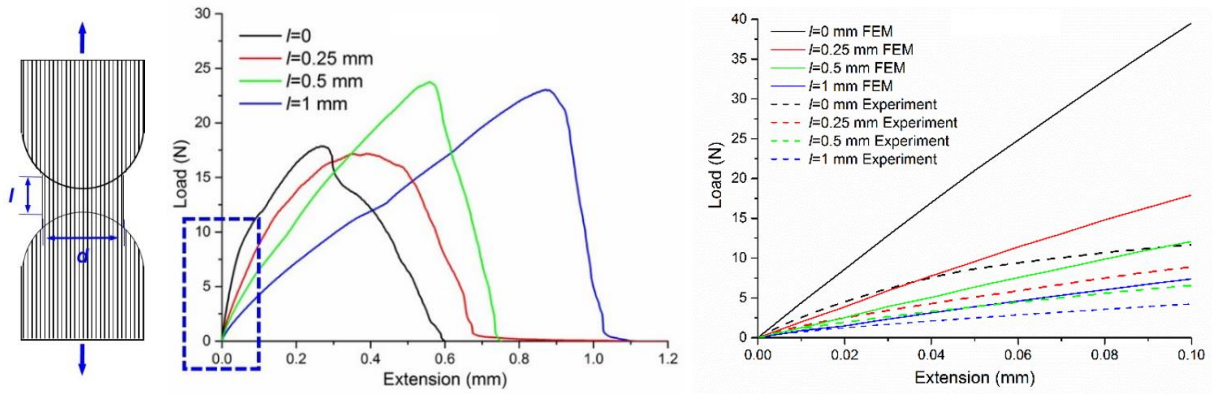 l
d
30
25
20
15
10
5
0
Load (N)
l=0
l=0.25 mm
l=0.5 mm
l=1 mm
0.0 0.2 0.4 0.6 0.8 1.0 1.2
Extension (mm)
40
35
30
25
20
15
10
5
0
Load (N)
l=0 mm FEM
l=0.25 mm FEM
l=0.5 mm FEM
l=1 mm FEM
l=0 mm Experiment
l=0.25 mm Experiment
l=0.5 mm Experiment
l=1 mm Experiment
0.00 0.02 0.04 0.06 0.08 0.10
Extension (mm)